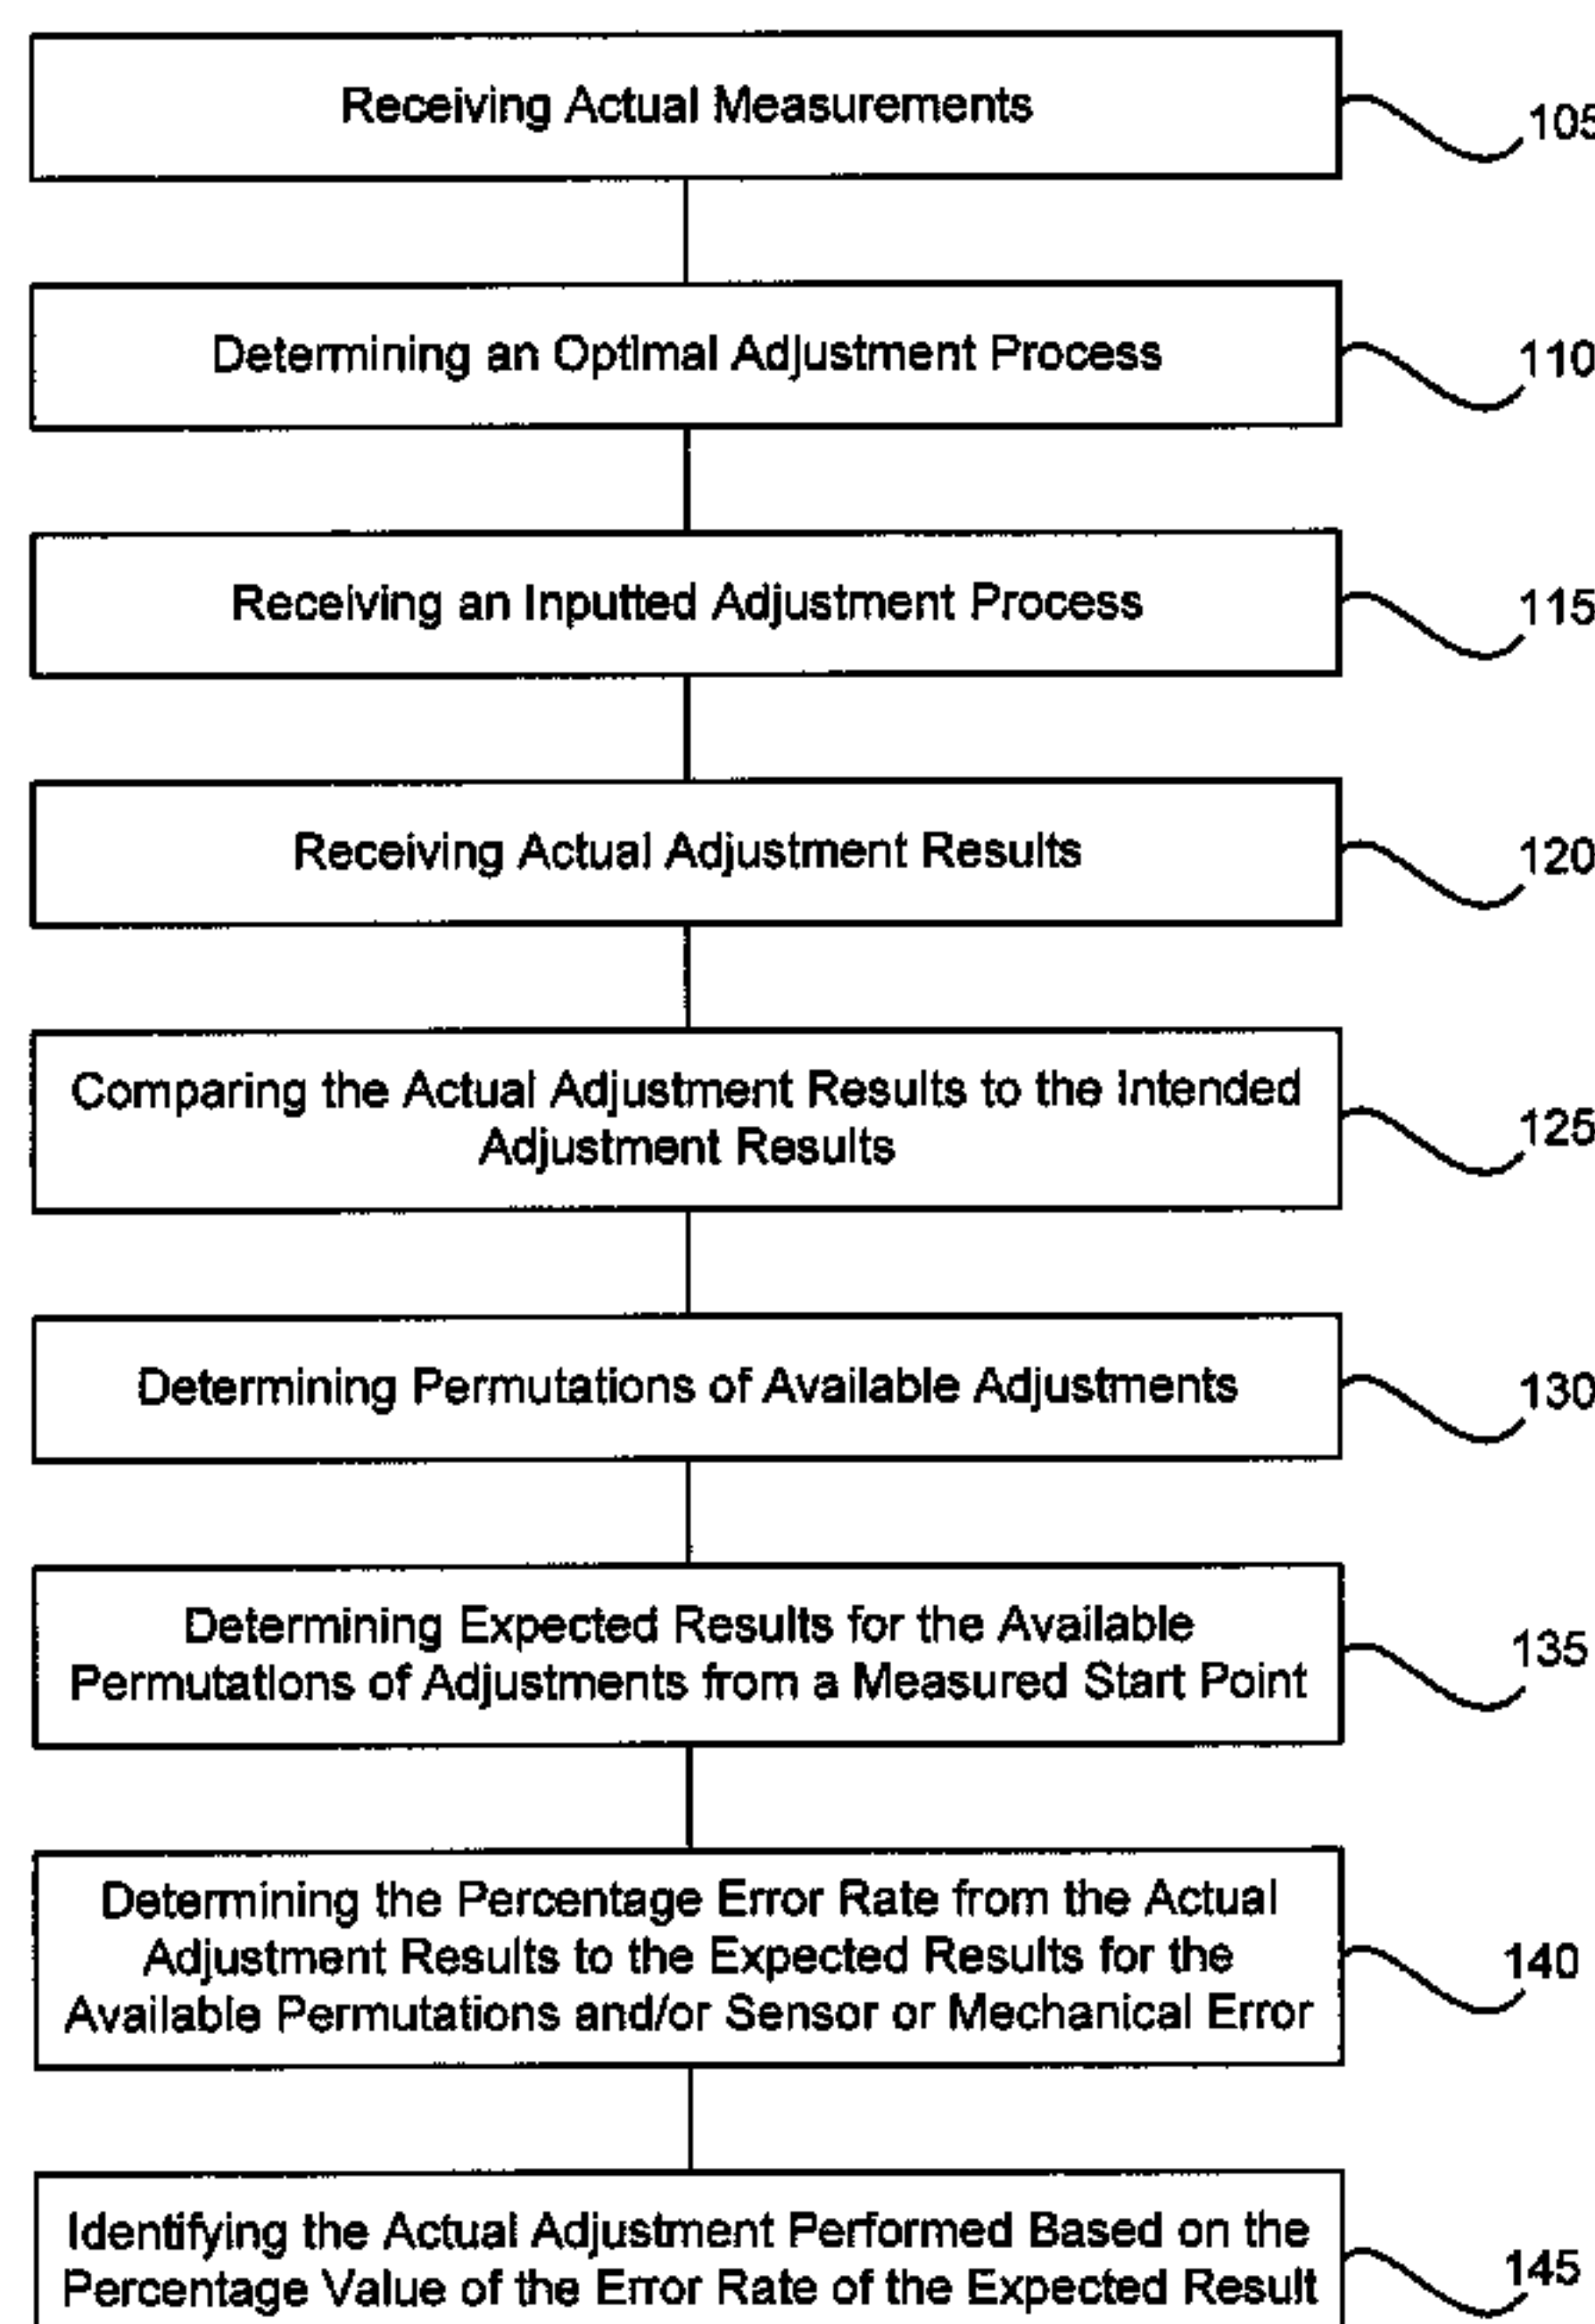 Receiving Actual Measurements
105
Determining an Optimal Adjustment Process
110
Receiving an Inputted Adjustment Process
115
Receiving Actual Adjustment Results
120
Comparing the Actual Adjustment Results to the Intended
Adjustment Results
125
Determining Permutations of Available Adjustments
130
Determining Expected Results for the Available
Permutations of Adjustments from a Measured Start Point
135
Determining the Percentage Error Rate from the Actual
Adjustment Results to the Expected Results for the
Available Permutations and/or Sensor or Mechanical Error
140
Identifying the Actual Adjustment Performed Based on the
Percentage Value of the Error Rate of the Expected Result
145